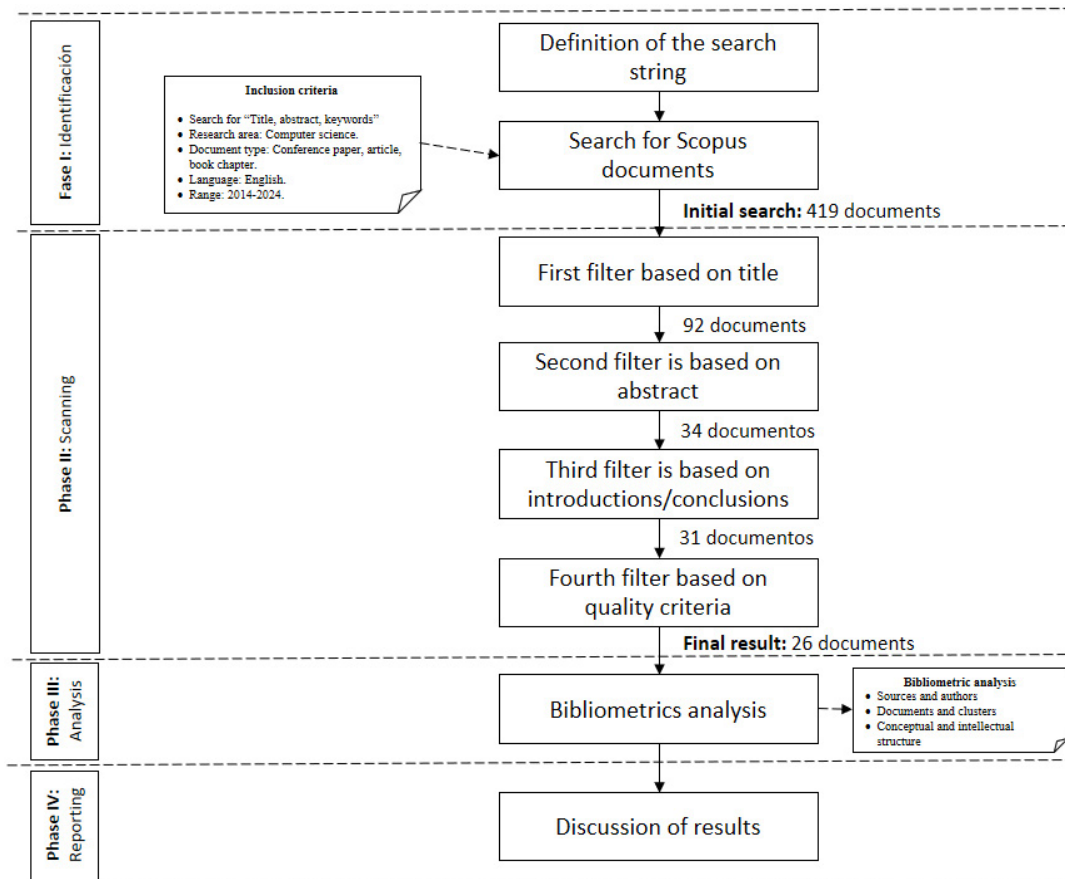 Fase I: Identificación
Definition of the search
string
Inclusion criteria
• Search for “Title, abstract, keywords”
• Research area: Computer science.
• Document type: Conference paper, article,
book chapter.
• Language: English.
• Range: 2014-2024.
Search for Scopus
documents
Initial search: 419 documents
Phase II: Scanning
First filter based on title
92 documents
Second filter is based on
abstract
34 documentos
Third filter is based on
introductions/conclusions
31 documentos
Fourth filter based on
quality criteria
Final result: 26 documents
Phase III:
Analysis
Bibliometrics analysis
Bibliometric analysis
• Sources and authors
• Documents and clusters
• Conceptual and intellectual
structure
Phase IV:
Reporting
Discussion of results